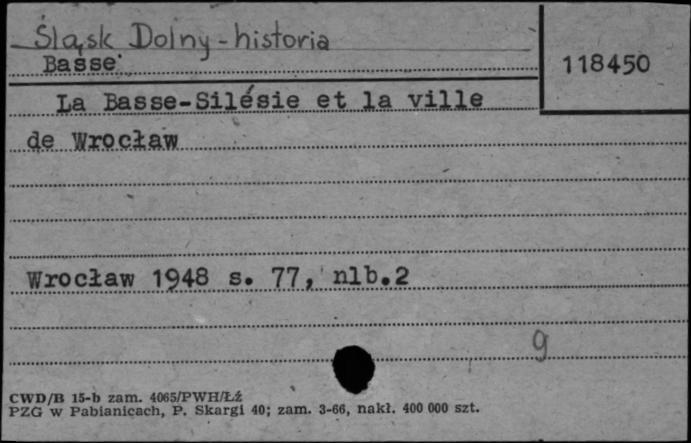 Śląsk Dolny - historia
Basse
118450
La Basse-Silésie et la ville
de Wrocław
Wrocław 1948 s. 77, nlb.2
9
CWD/B 15-b zam. 4065/PWH/Łź
PZG w Pabianicach, P. Skargi 40; zam. 3-66, nakł. 400 000 szt.